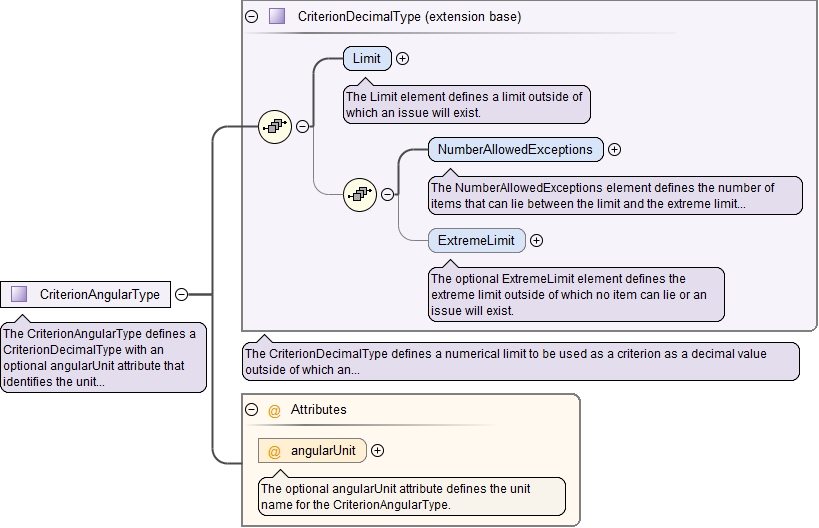 CriterionDecimalType (extension base)
Limit
The Limit element defines a limit outside of
which an issue will exist.
NumberAllowedExceptions
The NumberAllowedExceptions element defines the number of
items that can lie between the limit and the extreme limit...
ExtremeLimit
The optional ExtremeLimit element defines the
extreme limit outside of which no item can lie or an
issue will exist.
CriterionAngularType
The CriterionAngularType defines a
CriterionDecimalType with an
optional angularUnit attribute that
identifies the unit...
The CriterionDecimalType defines a numerical limit to be used as a criterion as a decimal value
outside of which an...
@ Attributes
@ angularUnit
The optional angularUnit attribute defines the unit
name for the CriterionAngularType.